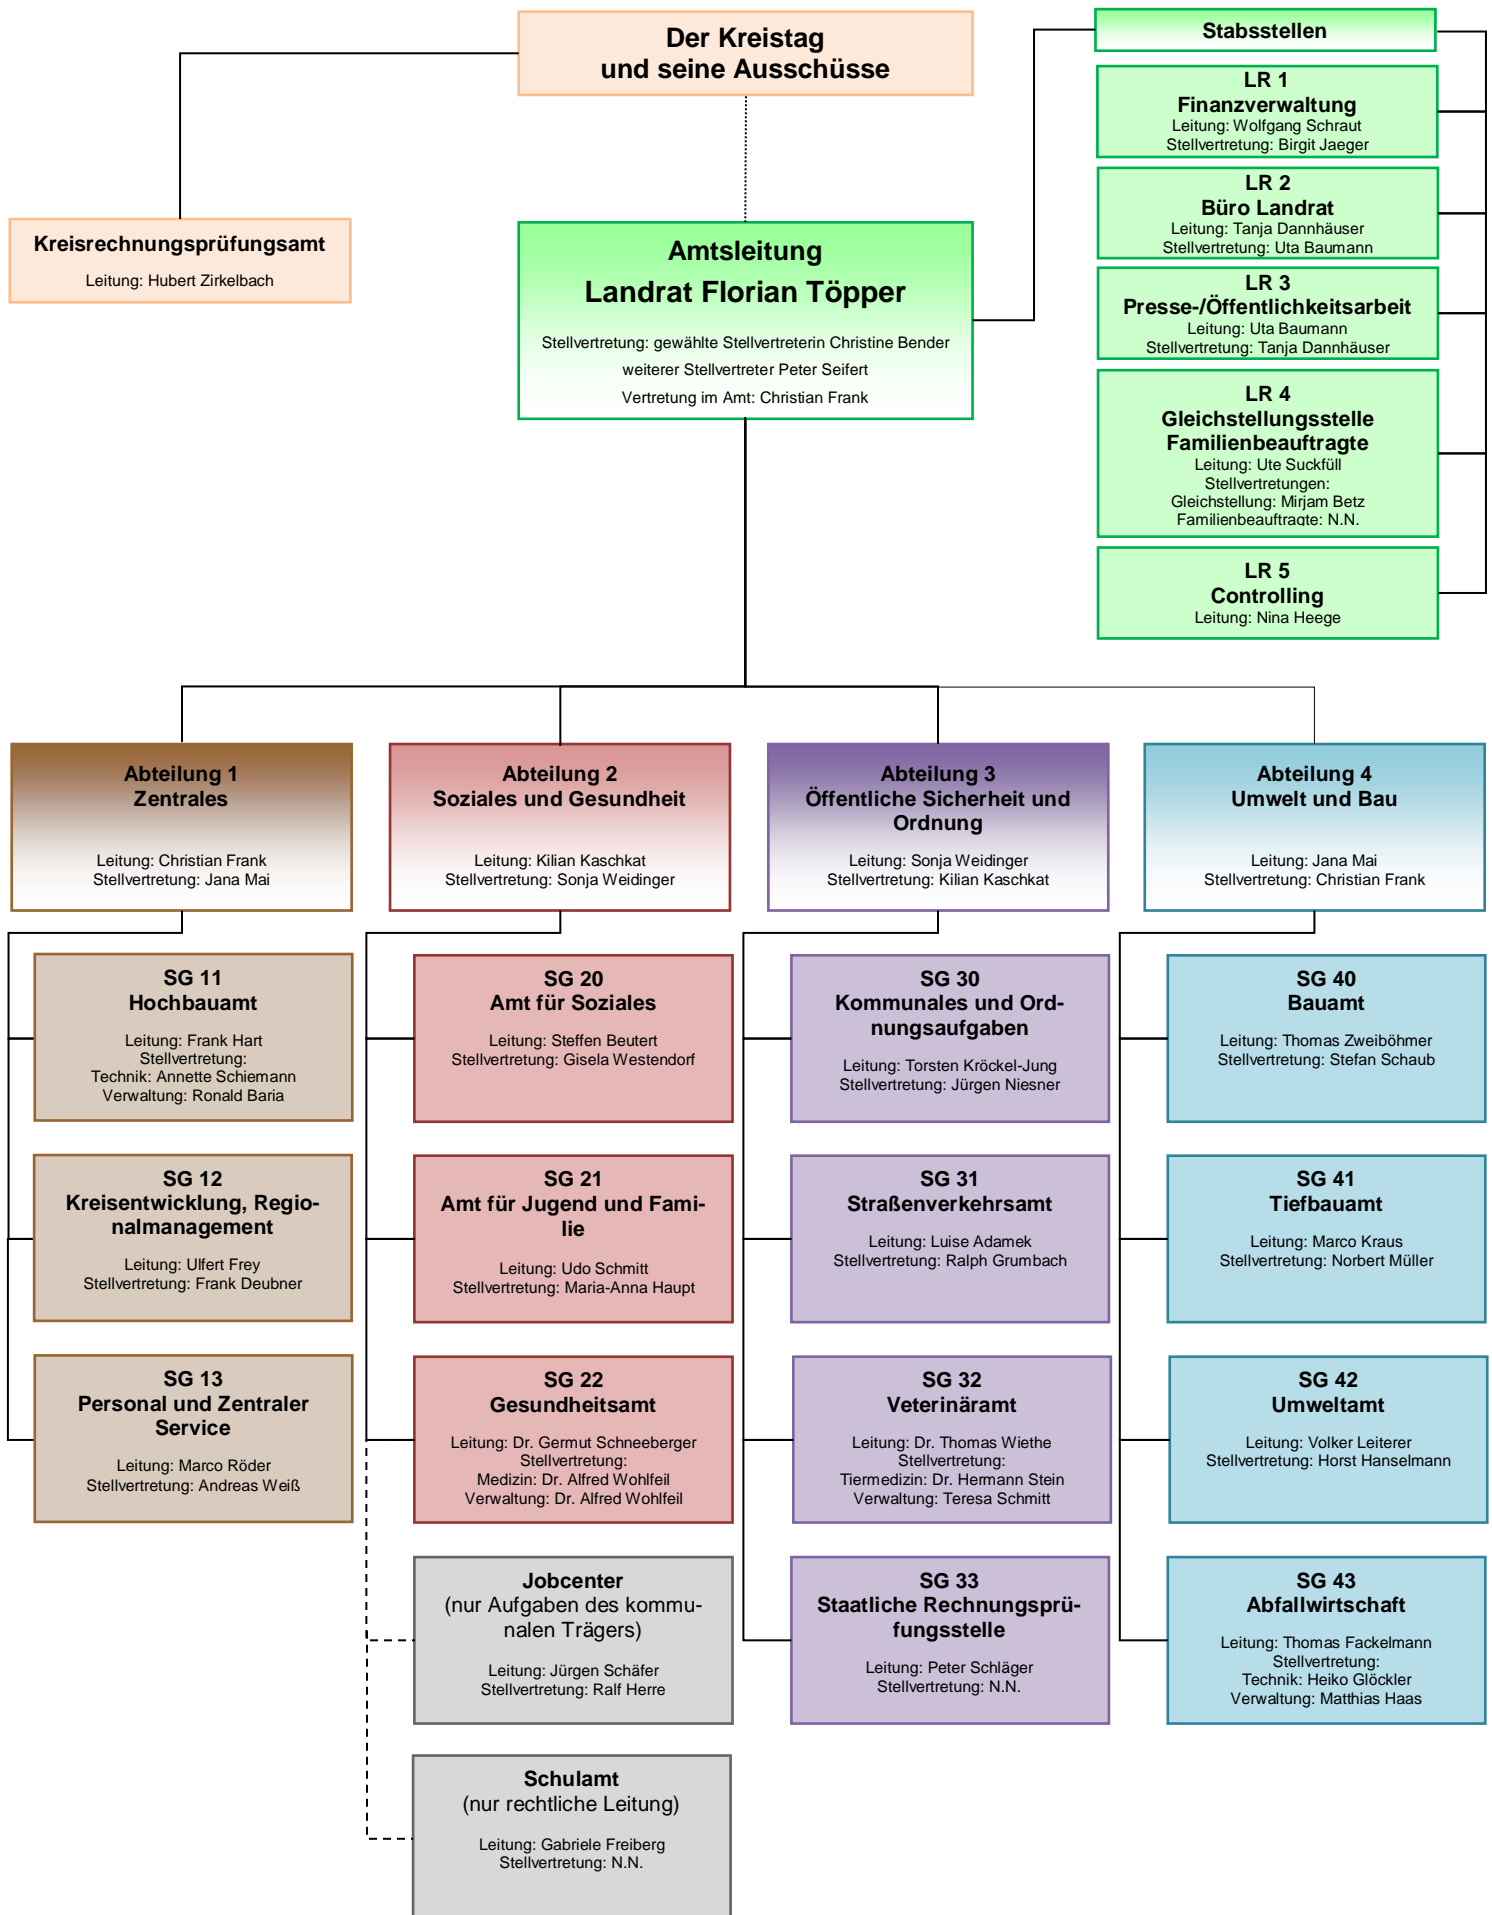 Der Kreistag
und seine Ausschüsse
Stabsstellen
LR 1
Finanzverwaltung
Leitung: Wolfgang Schraut
Stellvertretung: Birgit Jaeger
LR 2
Büro Landrat
Leitung: Tanja Dannhäuser
Stellvertretung: Uta Baumann
LR 3
Presse-/Öffentlichkeitsarbeit
Leitung: Uta Baumann
Stellvertretung: Tanja Dannhäuser
LR 4
Gleichstellungsstelle
Familienbeauftragte
Leitung: Ute Suckfüll
Stellvertretungen:
Gleichstellung: Mirjam Betz
Familienbeauftragte: N.N.
LR 5
Controlling
Leitung: Nina Heege
Kreisrechnungsprüfungsamt
Leitung: Hubert Zirkelbach
Amtsleitung
Landrat Florian Töpper
Stellvertretung: gewählte Stellvertreterin Christine Bender
weiterer Stellvertreter Peter Seifert
Vertretung im Amt: Christian Frank
Abteilung 1
Zentrales
Leitung: Christian Frank
Stellvertretung: Jana Mai
SG 11
Hochbauamt
Leitung: Frank Hart
Stellvertretung:
Technik: Annette Schiemann
Verwaltung: Ronald Baria
SG 12
Kreisentwicklung, Regio-
nalmanagement
Leitung: Ulfert Frey
Stellvertretung: Frank Deubner
SG 13
Personal und Zentraler
Service
Leitung: Marco Röder
Stellvertretung: Andreas Weiß
Abteilung 2
Soziales und Gesundheit
Leitung: Kilian Kaschkat
Stellvertretung: Sonja Weidinger
SG 20
Amt für Soziales
Leitung: Steffen Beutert
Stellvertretung: Gisela Westendorf
SG 21
Amt für Jugend und Fami-
lie
Leitung: Udo Schmitt
Stellvertretung: Maria-Anna Haupt
SG 22
Gesundheitsamt
Leitung: Dr. Germut Schneeberger
Stellvertretung:
Medizin: Dr. Alfred Wohlfeil
Verwaltung: Dr. Alfred Wohlfeil
Jobcenter
(nur Aufgaben des kommu-
nalen Trägers)
Leitung: Jürgen Schäfer
Stellvertretung: Ralf Herre
Schulamt
(nur rechtliche Leitung)
Leitung: Gabriele Freiberg
Stellvertretung: N.N.
Abteilung 3
Öffentliche Sicherheit und
Ordnung
Leitung: Sonja Weidinger
Stellvertretung: Kilian Kaschkat
SG 30
Kommunales und Ord-
nungsaufgaben
Leitung: Torsten Kröckel-Jung
Stellvertretung: Jürgen Niesner
SG 31
Straßenverkehrsamt
Leitung: Luise Adamek
Stellvertretung: Ralph Grumbach
SG 32
Veterinäramt
Leitung: Dr. Thomas Wiethe
Stellvertretung:
Tiermedizin: Dr. Hermann Stein
Verwaltung: Teresa Schmitt
SG 33
Staatliche Rechnungsprü-
fungsstelle
Leitung: Peter Schläger
Stellvertretung: N.N.
Abteilung 4
Umwelt und Bau
Leitung: Jana Mai
Stellvertretung: Christian Frank
SG 40
Bauamt
Leitung: Thomas Zweiböhmer
Stellvertretung: Stefan Schaub
SG 41
Tiefbauamt
Leitung: Marco Kraus
Stellvertretung: Norbert Müller
SG 42
Umweltamt
Leitung: Volker Leiterer
Stellvertretung: Horst Hanselmann
SG 43
Abfallwirtschaft
Leitung: Thomas Fackelmann
Stellvertretung:
Technik: Heiko Glöckler
Verwaltung: Matthias Haas